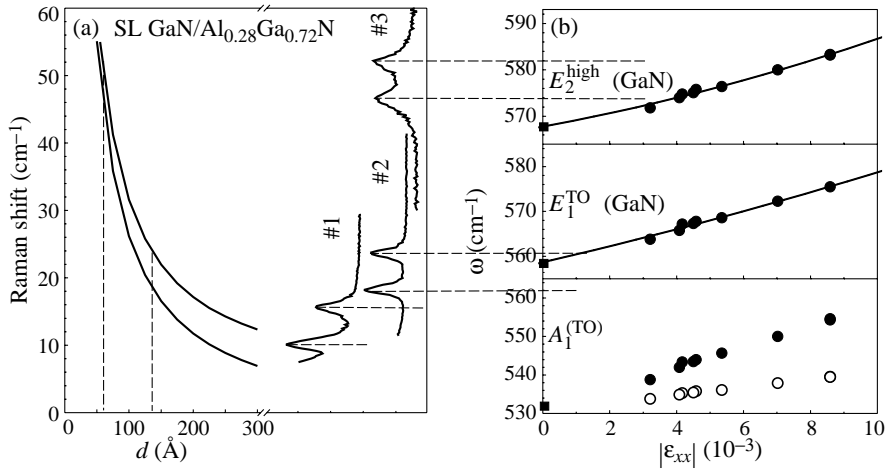 (a) SL GaN/Al0.28Ga0.72N
60
50
40
30
20
10
0
Raman shift (cm–1)
0 100 200 300
d (Å)
#1
#2
#3
(b)
590
580
570
E2high (GaN)
580
570
560
E1TO (GaN)
560
550
540
530
A1(TO)
ω (cm–1)
0 2 4 6 8 10
|εxx| (10–3)